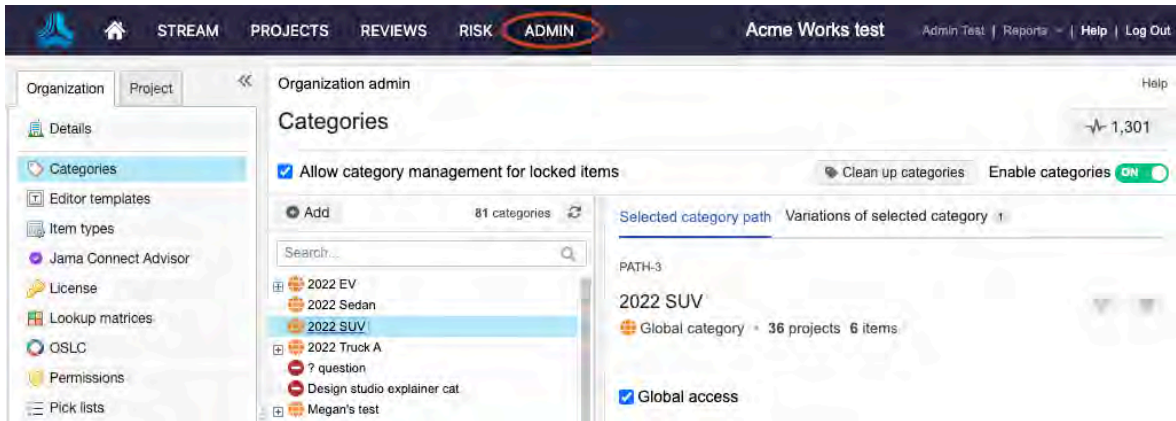 STREAM PROJECTS REVIEWS RISK ADMIN Acme Works test Admin Test | Reports | Help | Log Out
Organization Project
Organization admin Help
Details
Categories 1,301
Categories
Allow category management for locked items Clean up categories Enable categories ON
Editor templates
Add 81 categories Selected category path Variations of selected category 1
Item types
Search...
Jama Connect Advisor
PATH-3
License
2022 EV
2022 Sedan
2022 SUV
Lookup matrices
2022 SUV
Global category • 36 projects 6 items
OSLC
2022 Truck A
? question
Permissions
Design studio explainer cat
Global access
Pick lists
Megan's test